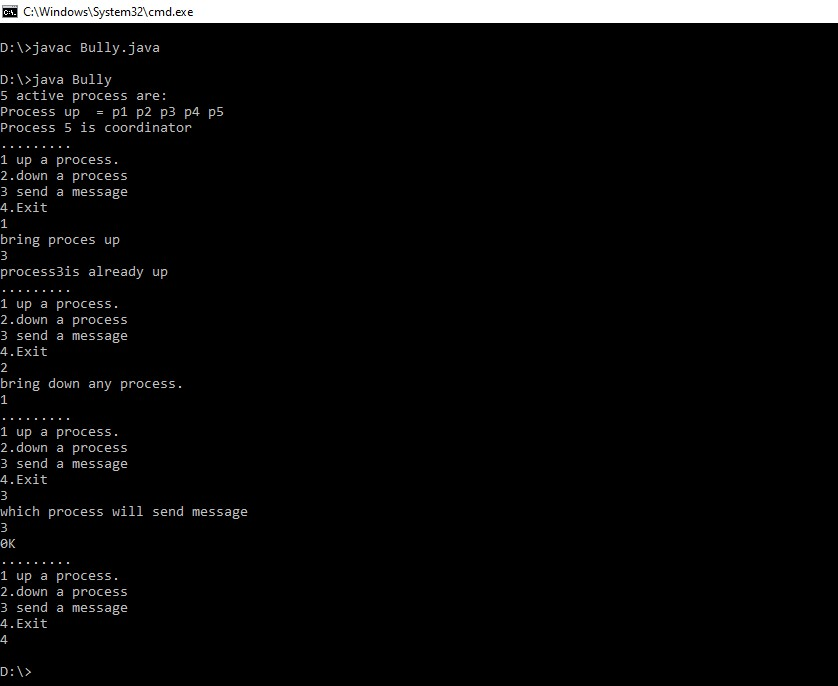 C:\Windows\System32\cmd.exe
D:\>javac Bully.java
D:\>java Bully
5 active process are:
Process up  = p1 p2 p3 p4 p5
Process 5 is coordinator
.........
1 up a process.
2.down a process
3 send a message
4.Exit
1
bring proces up
3
process3is already up
.........
1 up a process.
2.down a process
3 send a message
4.Exit
2
bring down any process.
1
.........
1 up a process.
2.down a process
3 send a message
4.Exit
3
which process will send message
3
0K
.........
1 up a process.
2.down a process
3 send a message
4.Exit
4
D:\>